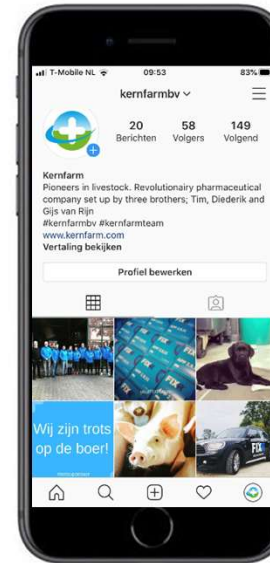 T-Mobile NL 09:53 83%
kernfarmbv
20 58 149
Berichten Volgers Volgend
Kernfarm
Pioneers in livestock. Revolutionairy pharmaceutical
company set up by three brothers; Tim, Diederik and
Gijs van Rijn
#kernfarmbv #kernfarmteam
www.kernfarm.com
Vertaling bekijken
Profiel bewerken
FIX
Wij zijn trots
op de boer!
FIX